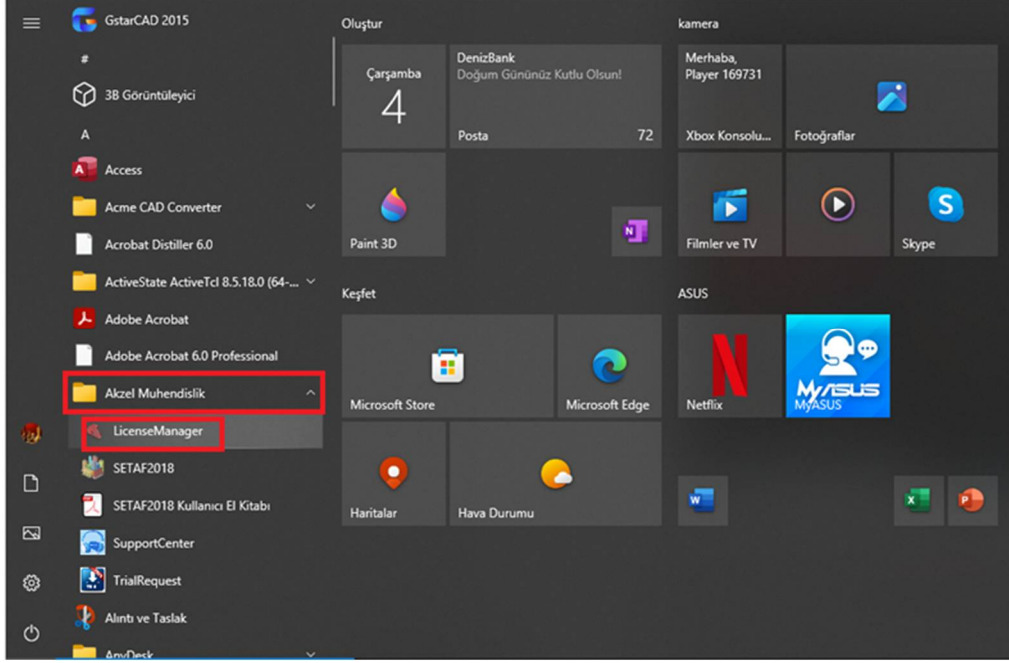 GstarCAD 2015
#
3B Görüntüleyici
A
Access
Acme CAD Converter
Acrobat Distiller 6.0
ActiveState ActiveTcl 8.5.18.0 (64-...
Adobe Acrobat
Adobe Acrobat 6.0 Professional
Akzel Muhendislik
LicenseManager
SETAF2018
SETAF2018 Kullanıcı El Kitabı
SupportCenter
TrialRequest
Alıntı ve Taslak
AnyDesk
Oluştur
Çarşamba
4
DenizBank
Doğum Gününüz Kutlu Olsun!
Posta 72
Paint 3D
N
Keşfet
Microsoft Store
Microsoft Edge
Haritalar
Hava Durumu
kamera
Merhaba,
Player 169731
Xbox Konsolu...
Fotoğraflar
Filmler ve TV
S
Skype
ASUS
N
Netflix
MyASUS
MyASUS
W
X
P